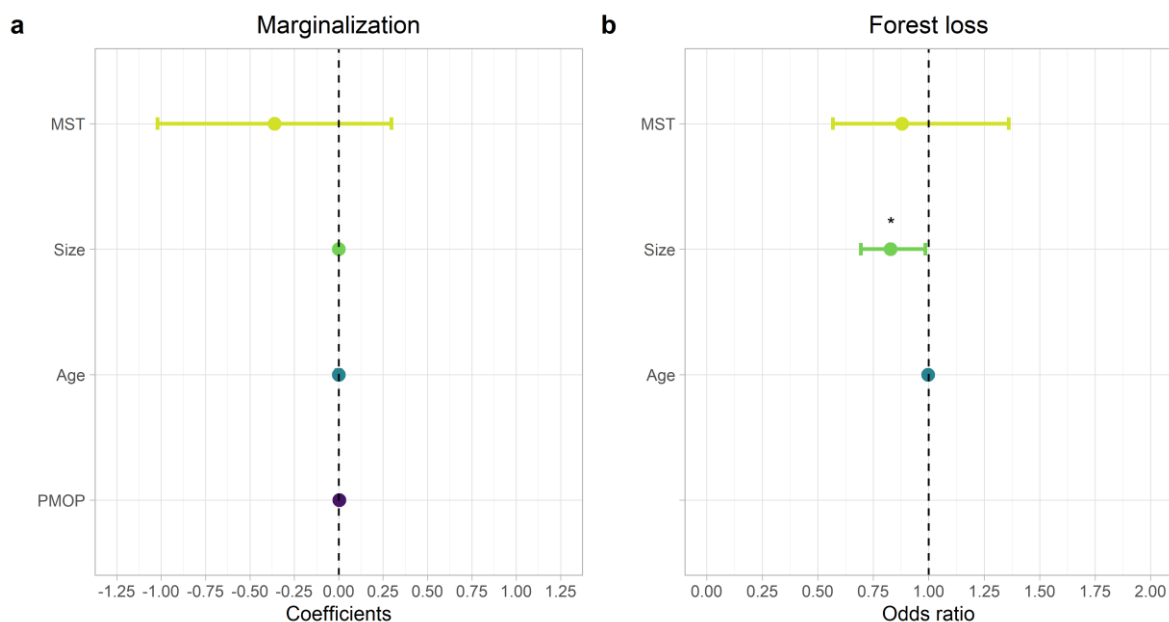 a
Marginalization
MST
Size
Age
PMOP
-1.25 -1.00 -0.75 -0.50 -0.25 0.00 0.25 0.50 0.75 1.00 1.25
Coefficients
b
Forest loss
MST
*
Size
Age
0.00 0.25 0.50 0.75 1.00 1.25 1.50 1.75 2.00
Odds ratio